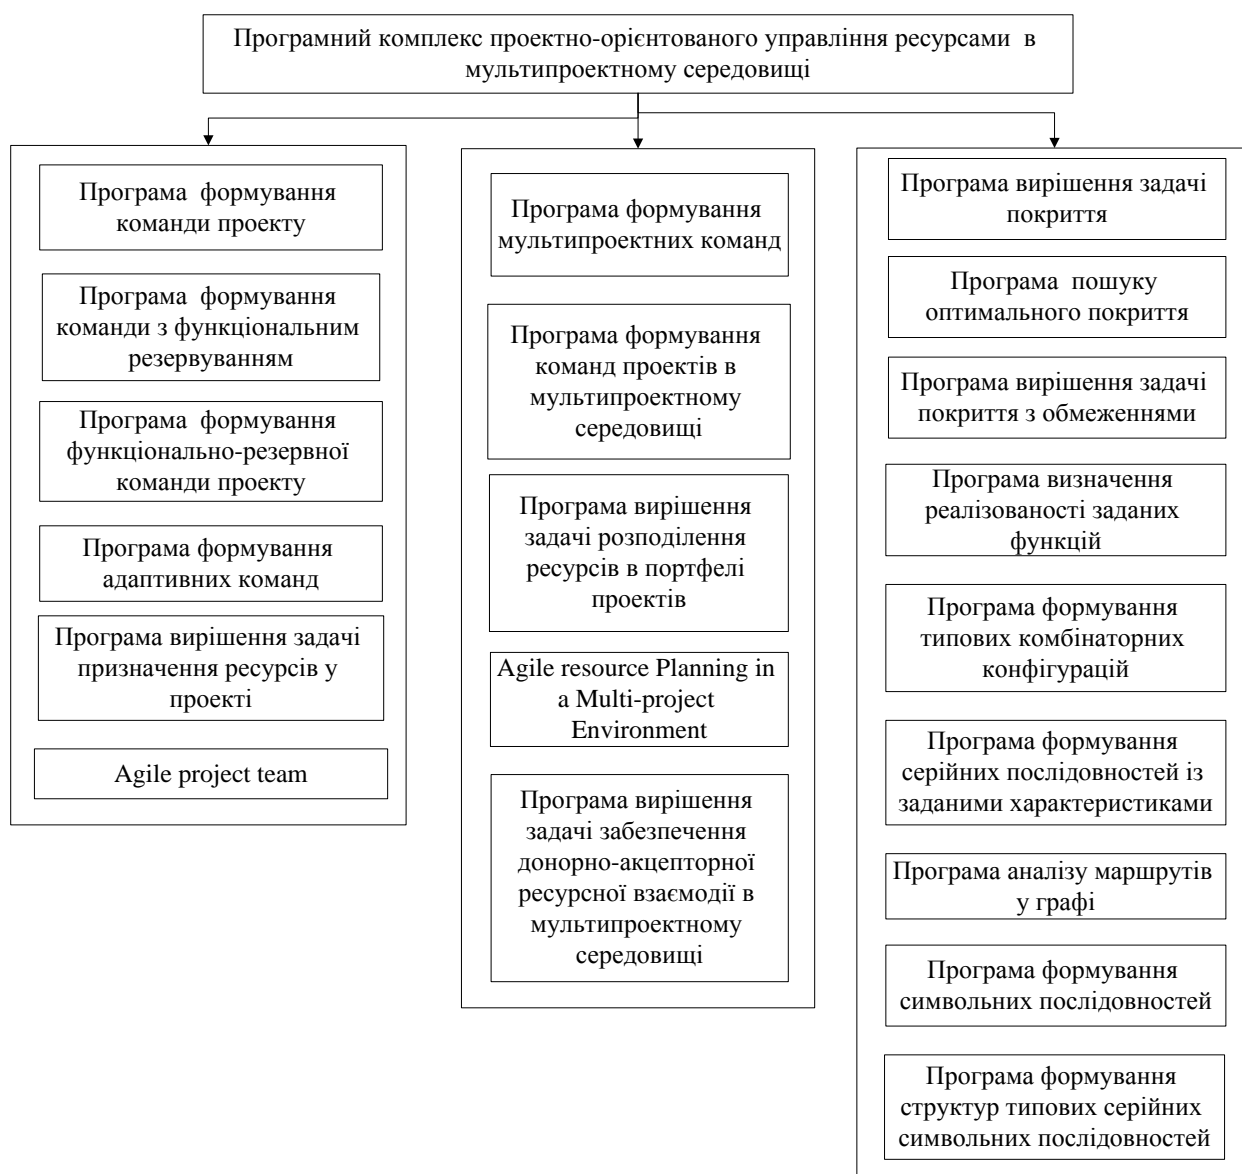 Програмний комплекс проектно-орієнтованого управління ресурсами в
мультипроектному середовищі
Програма формування
команди проекту
Програма формування
команди з функціональним
резервуванням
Програма формування
функціонально-резервної
команди проекту
Програма формування
адаптивних команд
Програма вирішення задачі
призначення ресурсів у
проекті
Agile project team
Програма формування
мультипроектних команд
Програма формування
команд проектів в
мультипроектному
середовищі
Програма вирішення
задачі розподілення
ресурсів в портфелі
проектів
Agile resource Planning in
a Multi-project
Environment
Програма вирішення
задачі забезпечення
донорно-акцепторної
ресурсної взаємодії в
мультипроектному
середовищі
Програма вирішення задачі
покриття
Програма пошуку
оптимального покриття
Програма вирішення задачі
покриття з обмеженнями
Програма визначення
реалізованості заданих
функцій
Програма формування
типових комбінаторних
конфігурацій
Програма формування
серійних послідовностей із
заданими характеристиками
Програма аналізу маршрутів
у графі
Програма формування
символьних послідовностей
Програма формування
структур типових серійних
символьних послідовностей